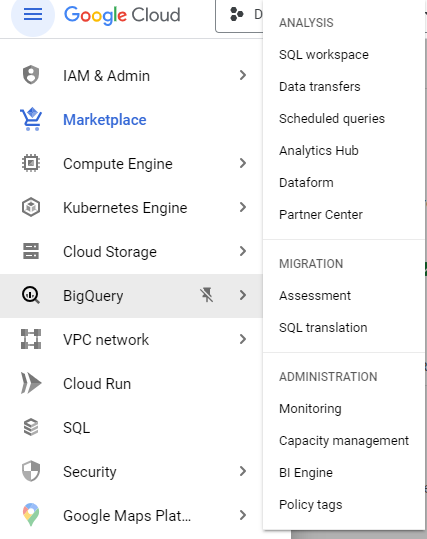 Google Cloud
D
IAM & Admin
Marketplace
Compute Engine
Kubernetes Engine
Cloud Storage
BigQuery
VPC network
Cloud Run
SQL
Security
Google Maps Plat...
ANALYSIS
SQL workspace
Data transfers
Scheduled queries
Analytics Hub
Dataform
Partner Center
MIGRATION
Assessment
SQL translation
ADMINISTRATION
Monitoring
Capacity management
BI Engine
Policy tags